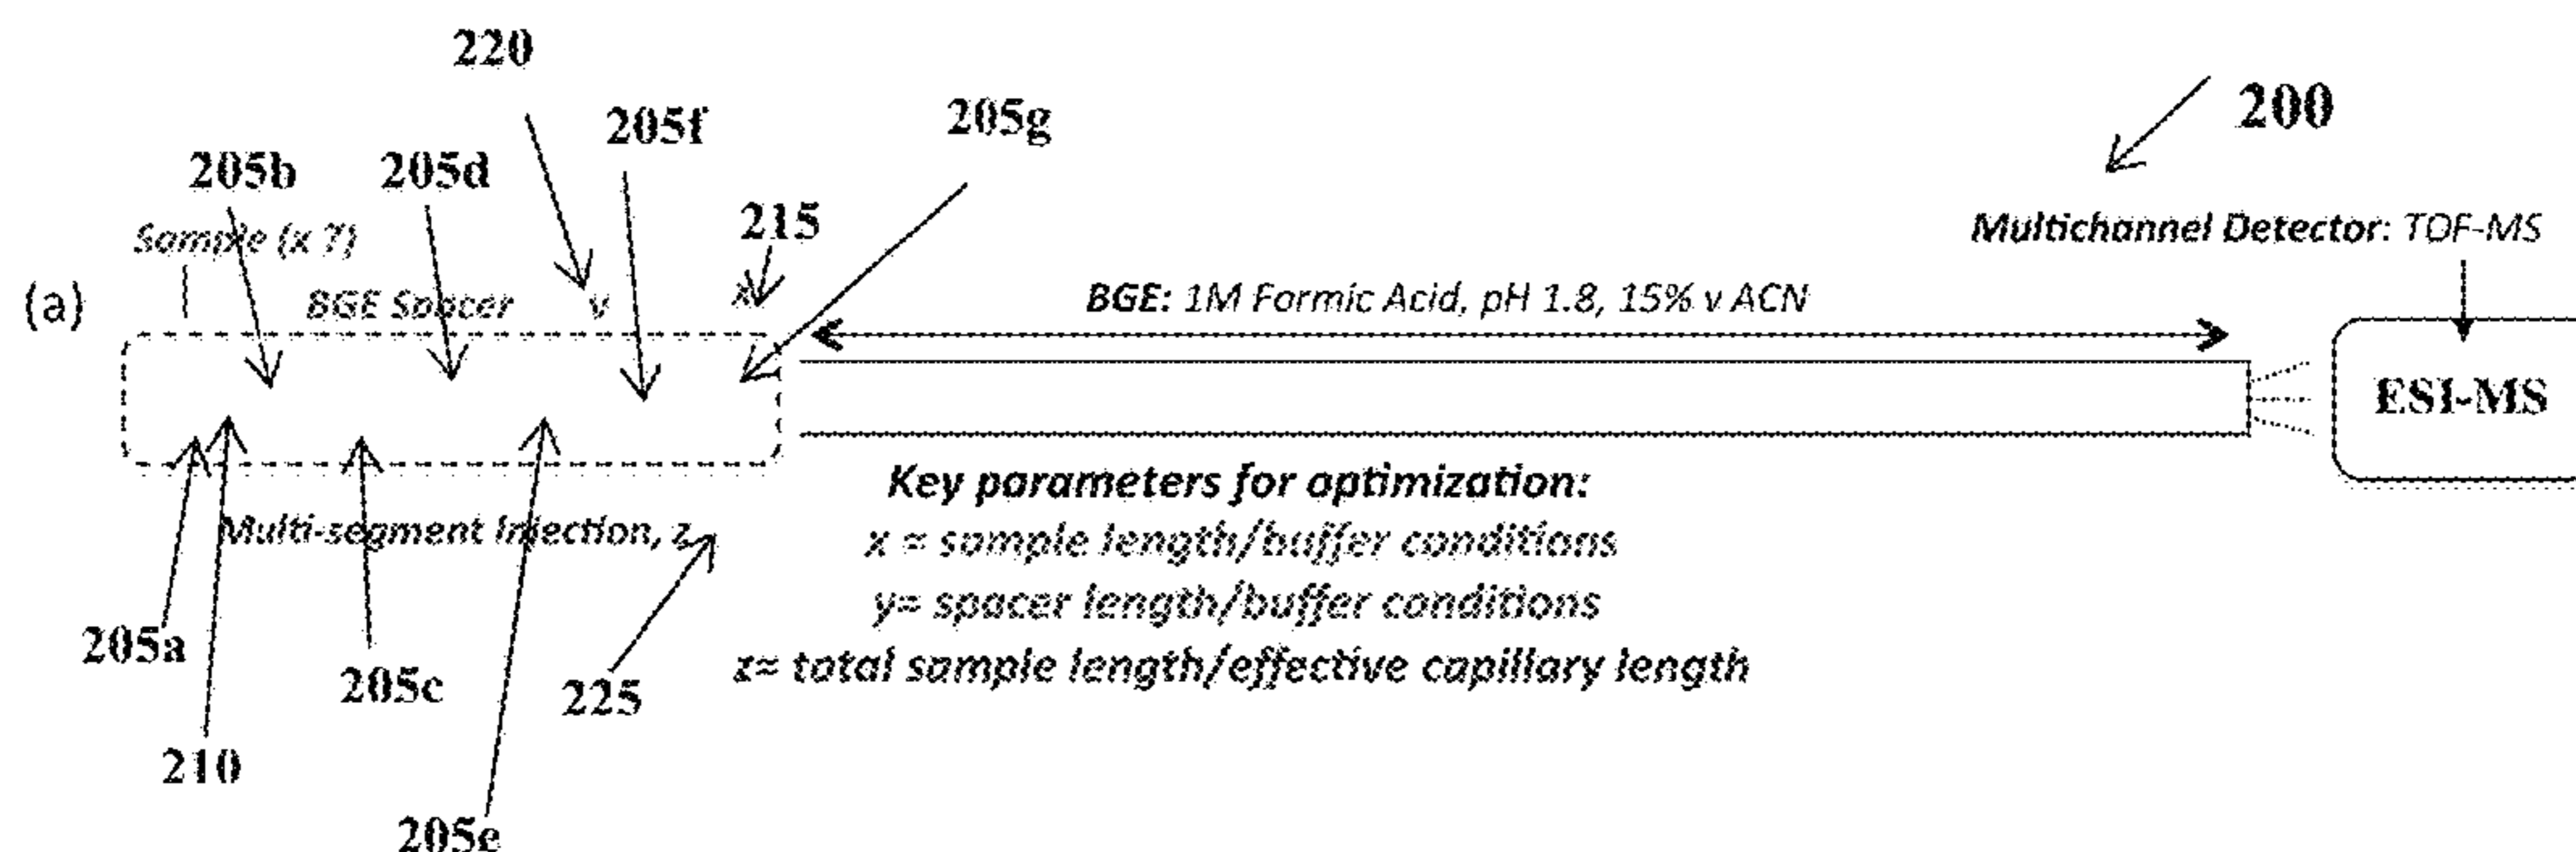 220
205f
205g
200
205b
205d
215
Sample (x 7)
Multichannel Detector: TOF-MS
(a)
BGE Spacer
y
x
BGE: 1M Formic Acid, pH 1.8, 15% v ACN
ESI-MS
Key parameters for optimization:
Multi-segment Injection, z
x = sample length/buffer conditions
y= spacer length/buffer conditions
205a
z= total sample length/effective capillary length
205c
225
210
205e